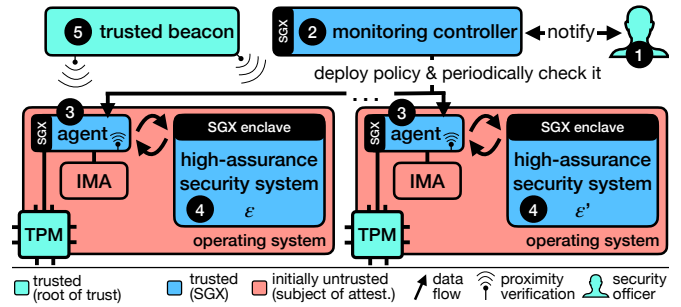 5 trusted beacon
SGX
2 monitoring controller
notify
1
deploy policy & periodically check it
...
3
SGX
agent
IMA
TPM
SGX enclave
high-assurance
security system
4 ε
operating system
3
SGX
agent
IMA
TPM
SGX enclave
high-assurance
security system
4 ε’
operating system
trusted
(root of trust)
trusted
(SGX)
initially untrusted
(subject of attest.)
data
flow
proximity
verification
security
officer